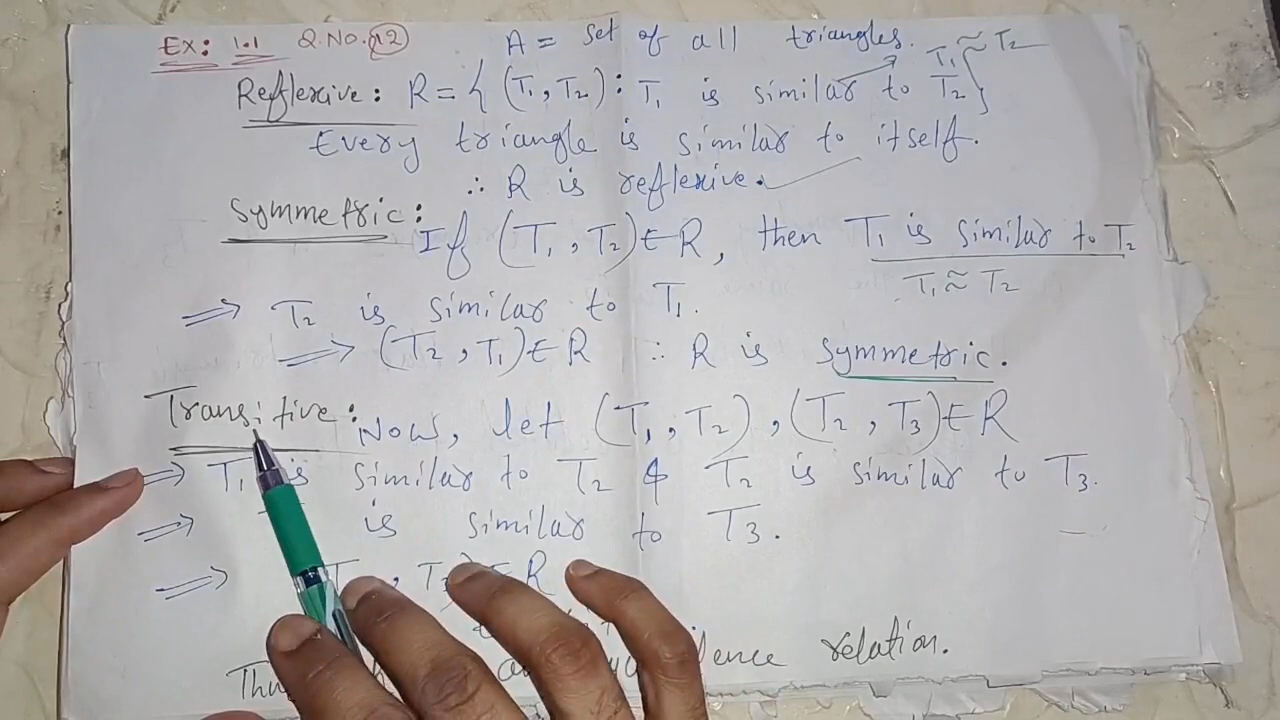 Ex: 1.1 Q.NO. 12 A = Set of all triangles.
T₁ ~ T₂
Reflexive: R = { (T₁, T₂) : T₁ is similar to T₂ }
Every triangle is similar to itself.
∴ R is reflexive.
Symmetric:
If (T₁, T₂) ∈ R, then T₁ is similar to T₂
T₁ ≈ T₂
⇒ T₂ is similar to T₁.
⇒ (T₂, T₁) ∈ R ∴ R is symmetric.
Transitive: Now, let (T₁, T₂), (T₂, T₃) ∈ R
⇒ T₁ is similar to T₂ & T₂ is similar to T₃.
⇒ is similar to T₃.
⇒ R
relation.